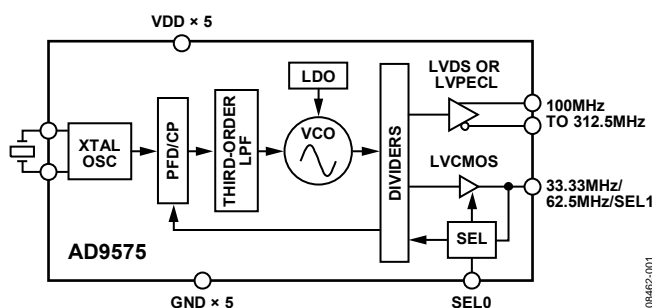 VDD × 5
LDO
LVDS OR
LVPECL
XTAL
OSC
PFD/CP
THIRD-ORDER
LPF
VCO
DIVIDERS
100MHz
TO 312.5MHz
LVCMOS
33.33MHz/
62.5MHz/SEL1
SEL
AD9575
GND × 5
SEL0
08462-001